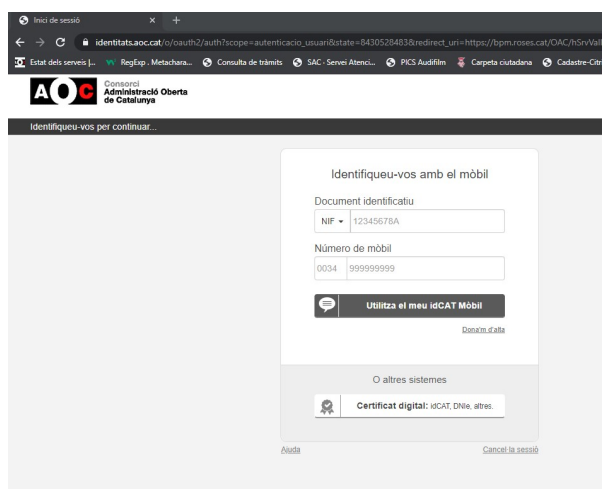 Inici de sessió
identitats.aoc.cat/o/oauth2/auth?scope=autenticacio_usuari&state=8430528483&redirect_uri=https://bpm.roses.cat/OAC/hSrvVall
Estat dels serveis |... RegExp . Metachara... Consulta de tràmits SAC - Servei Atenci... PICS Audifilm Carpeta ciutadana Cadastre-Citr
AOC Consorci
Administració Oberta
de Catalunya
Identifiqueu-vos per continuar...
Identifiqueu-vos amb el mòbil
Document identificatiu
NIF 12345678A
Número de mòbil
0034 999999999
Utilitza el meu idCAT Mòbil
Dona'm d'alta
O altres sistemes
Certificat digital: idCAT, DNIe, altres.
Ajuda Cancel·la sessió